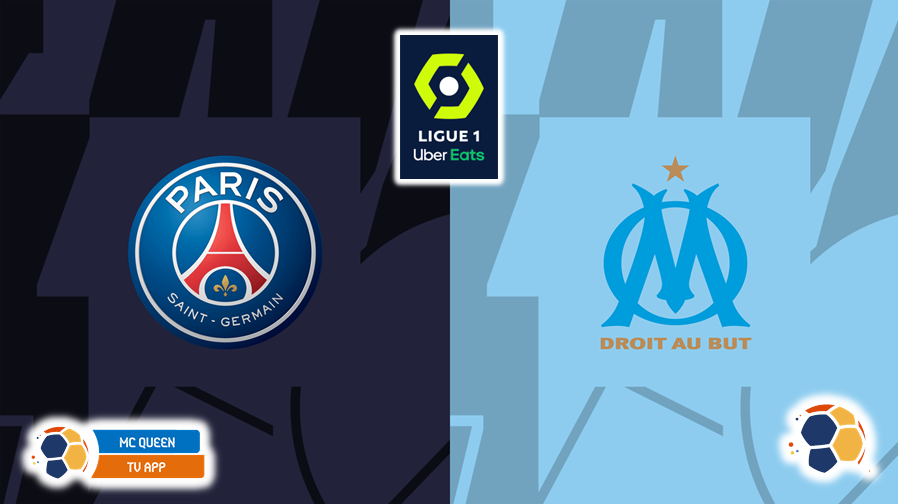 LIGUE 1
Uber Eats
PARIS
SAINT - GERMAIN
DROIT AU BUT
MC QUEEN
TV APP